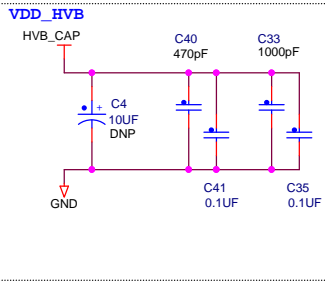 VDD_HVB
HVB_CAP
C40
470pF
C33
1000pF
+
C4
10UF
DNP
C41
0.1UF
C35
0.1UF
GND